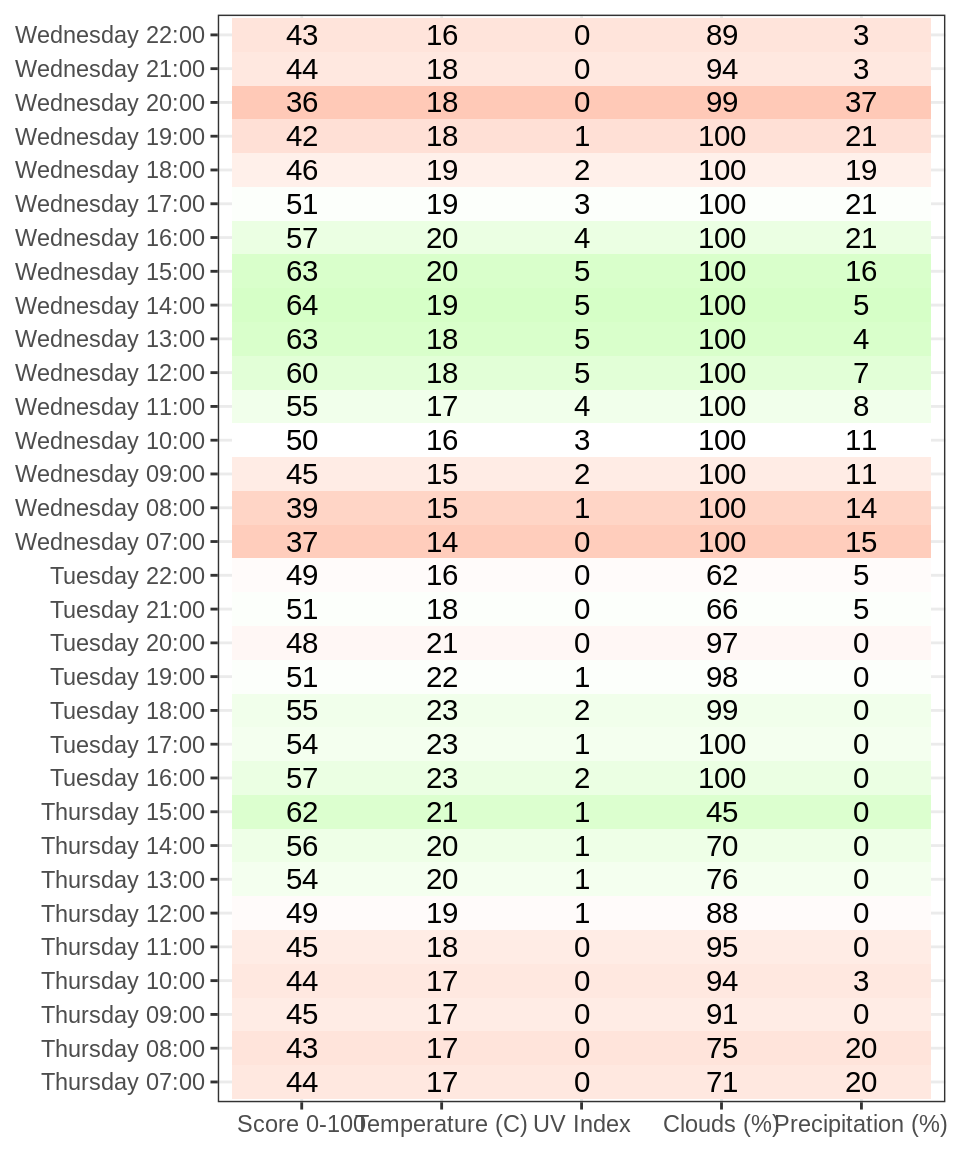 Wednesday 22:00 43 16 0 89 3
Wednesday 21:00 44 18 0 94 3
Wednesday 20:00 36 18 0 99 37
Wednesday 19:00 42 18 1 100 21
Wednesday 18:00 46 19 2 100 19
Wednesday 17:00 51 19 3 100 21
Wednesday 16:00 57 20 4 100 21
Wednesday 15:00 63 20 5 100 16
Wednesday 14:00 64 19 5 100 5
Wednesday 13:00 63 18 5 100 4
Wednesday 12:00 60 18 5 100 7
Wednesday 11:00 55 17 4 100 8
Wednesday 10:00 50 16 3 100 11
Wednesday 09:00 45 15 2 100 11
Wednesday 08:00 39 15 1 100 14
Wednesday 07:00 37 14 0 100 15
Tuesday 22:00 49 16 0 62 5
Tuesday 21:00 51 18 0 66 5
Tuesday 20:00 48 21 0 97 0
Tuesday 19:00 51 22 1 98 0
Tuesday 18:00 55 23 2 99 0
Tuesday 17:00 54 23 1 100 0
Tuesday 16:00 57 23 2 100 0
Thursday 15:00 62 21 1 45 0
Thursday 14:00 56 20 1 70 0
Thursday 13:00 54 20 1 76 0
Thursday 12:00 49 19 1 88 0
Thursday 11:00 45 18 0 95 0
Thursday 10:00 44 17 0 94 3
Thursday 09:00 45 17 0 91 0
Thursday 08:00 43 17 0 75 20
Thursday 07:00 44 17 0 71 20
Score 0-100 Temperature (C) UV Index Clouds (%) Precipitation (%)